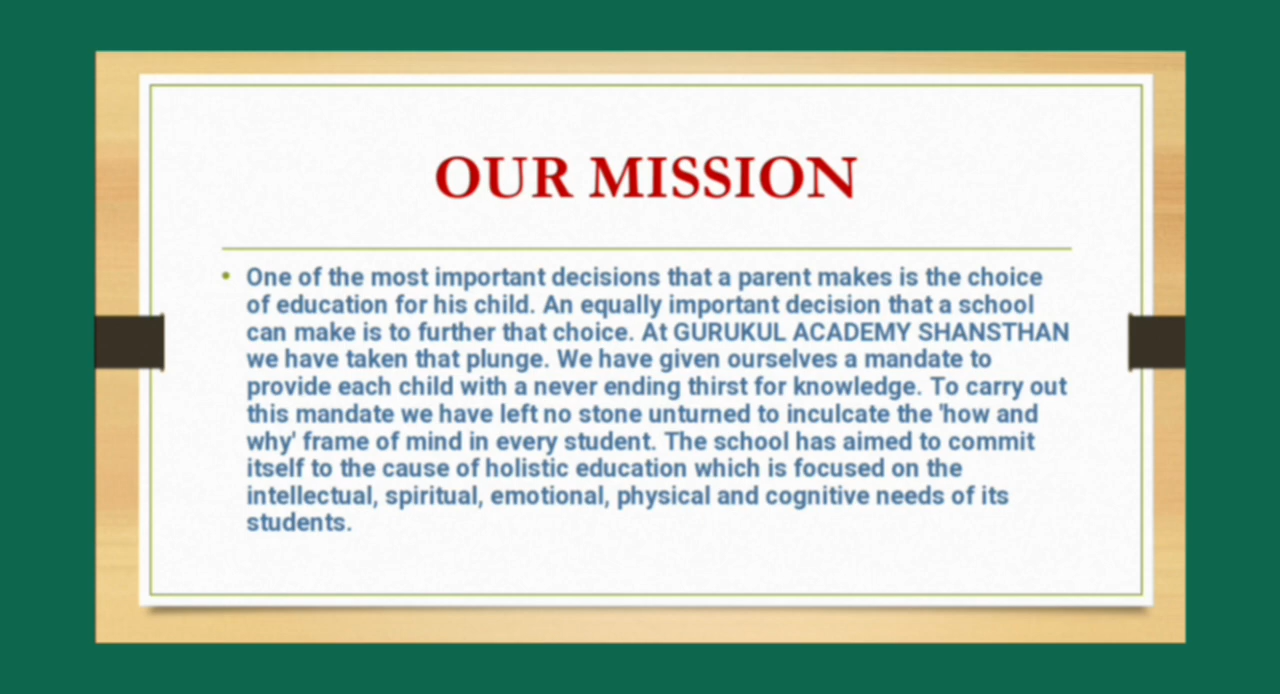 OUR MISSION
• One of the most important decisions that a parent makes is the choice
of education for his child. An equally important decision that a school
can make is to further that choice. At GURUKUL ACADEMY SHANSTHAN
we have taken that plunge. We have given ourselves a mandate to
provide each child with a never ending thirst for knowledge. To carry out
this mandate we have left no stone unturned to inculcate the 'how and
why' frame of mind in every student. The school has aimed to commit
itself to the cause of holistic education which is focused on the
intellectual, spiritual, emotional, physical and cognitive needs of its
students.